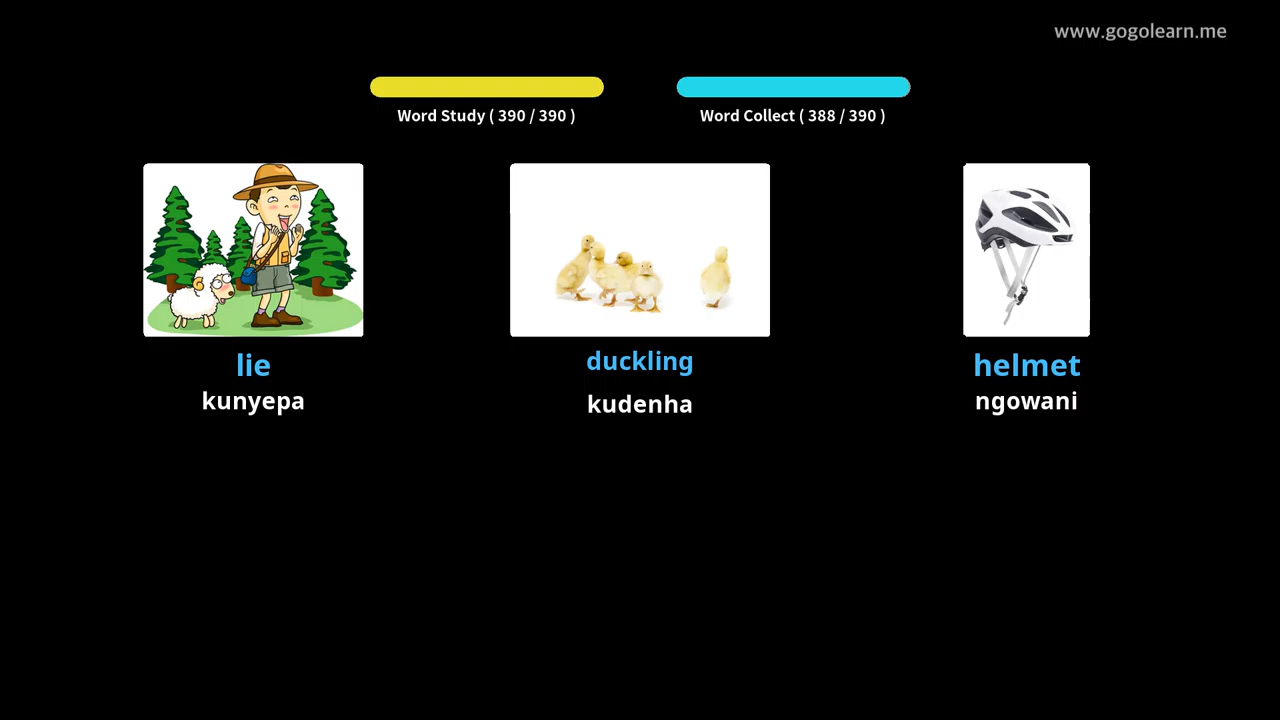 www.gogolearn.me
Word Study ( 390 / 390 )
Word Collect ( 388 / 390 )
lie
kunyepa
duckling
kudenha
helmet
ngowani